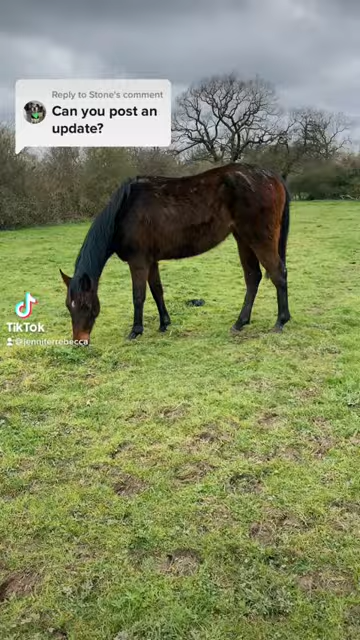 Reply to Stone's comment
Can you post an
update?
TikTok
@jenniferrebecca